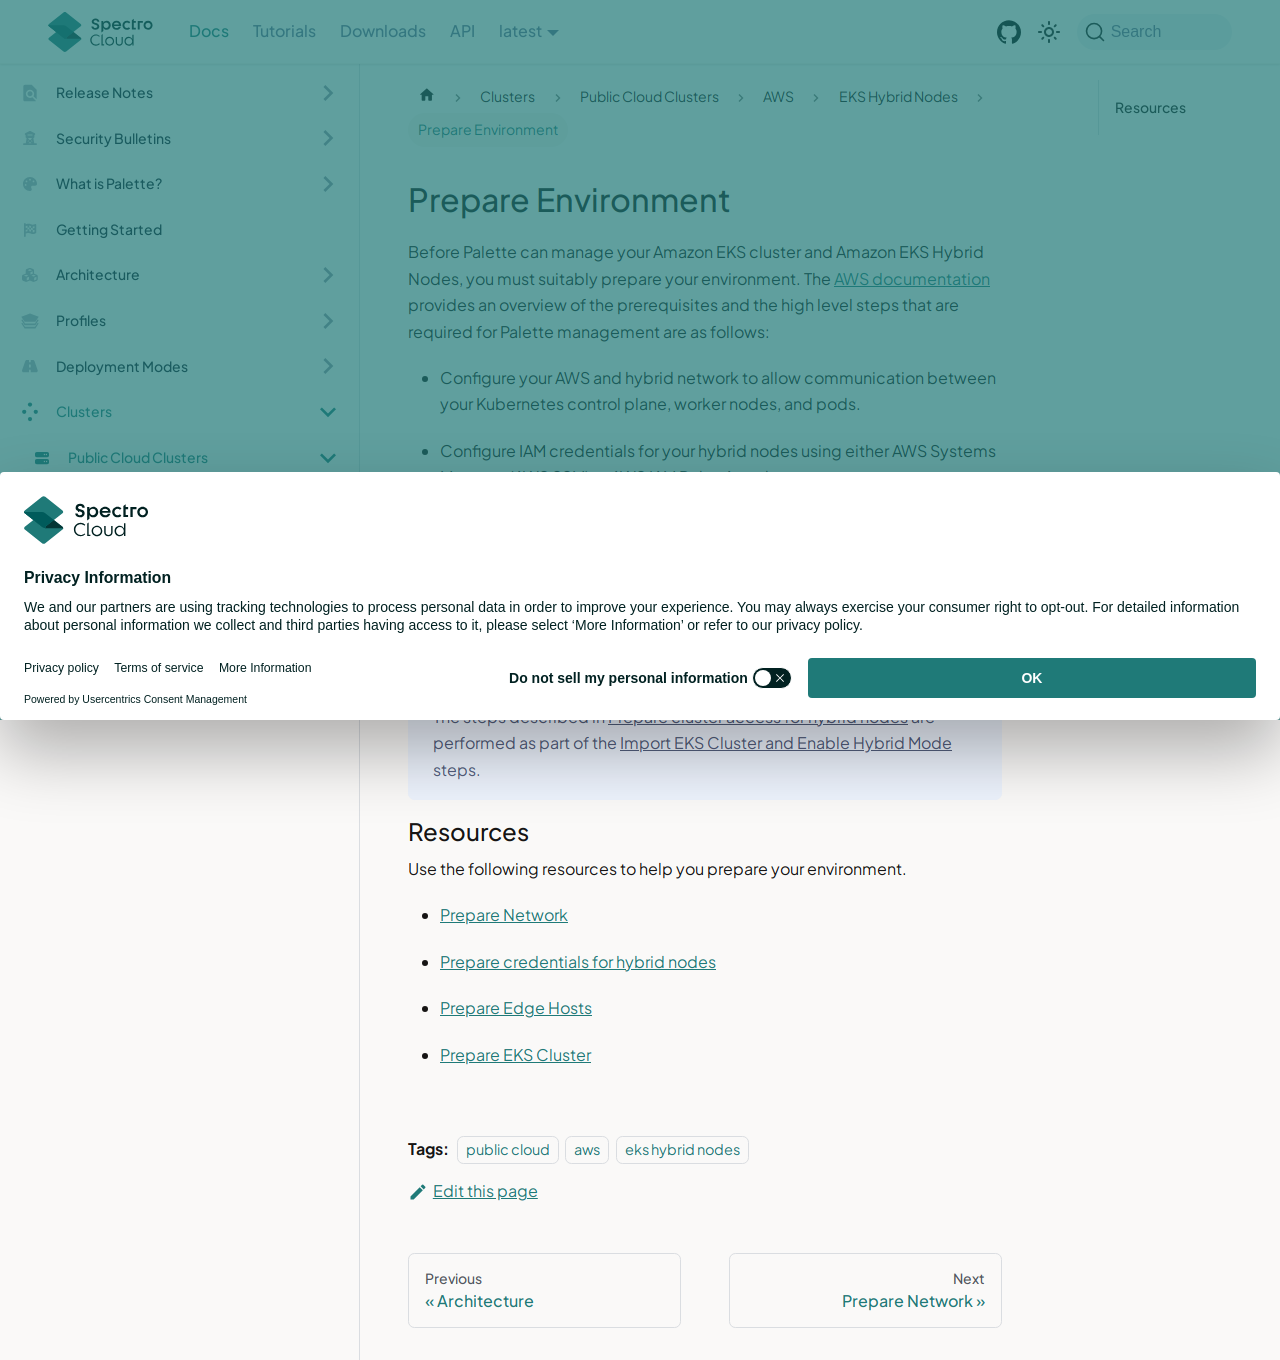 Spectro Cloud
Docs
Tutorials
Downloads
API
latest
Search
Release Notes
Security Bulletins
What is Palette?
Getting Started
Architecture
Profiles
Deployment Modes
Clusters
Public Cloud Clusters
Clusters
Public Cloud Clusters
AWS
EKS Hybrid Nodes
Prepare Environment
Resources
Prepare Environment
Before Palette can manage your Amazon EKS cluster and Amazon EKS Hybrid
Nodes, you must suitably prepare your environment. The AWS documentation
provides an overview of the prerequisites and the high level steps that are
required for Palette management are as follows:
Configure your AWS and hybrid network to allow communication between
your Kubernetes control plane, worker nodes, and pods.
Configure IAM credentials for your hybrid nodes using either AWS Systems
Spectro Cloud
Privacy Information
We and our partners are using tracking technologies to process personal data in order to improve your experience. You may always exercise your consumer right to opt-out. For detailed information
about personal information we collect and third parties having access to it, please select ‘More Information’ or refer to our privacy policy.
Privacy policy
Terms of service
More Information
Do not sell my personal information
OK
Powered by Usercentrics Consent Management
The steps described in Prepare cluster access for hybrid nodes are
performed as part of the Import EKS Cluster and Enable Hybrid Mode
steps.
Resources
Use the following resources to help you prepare your environment.
Prepare Network
Prepare credentials for hybrid nodes
Prepare Edge Hosts
Prepare EKS Cluster
Tags:
public cloud
aws
eks hybrid nodes
Edit this page
Previous
« Architecture
Next
Prepare Network »